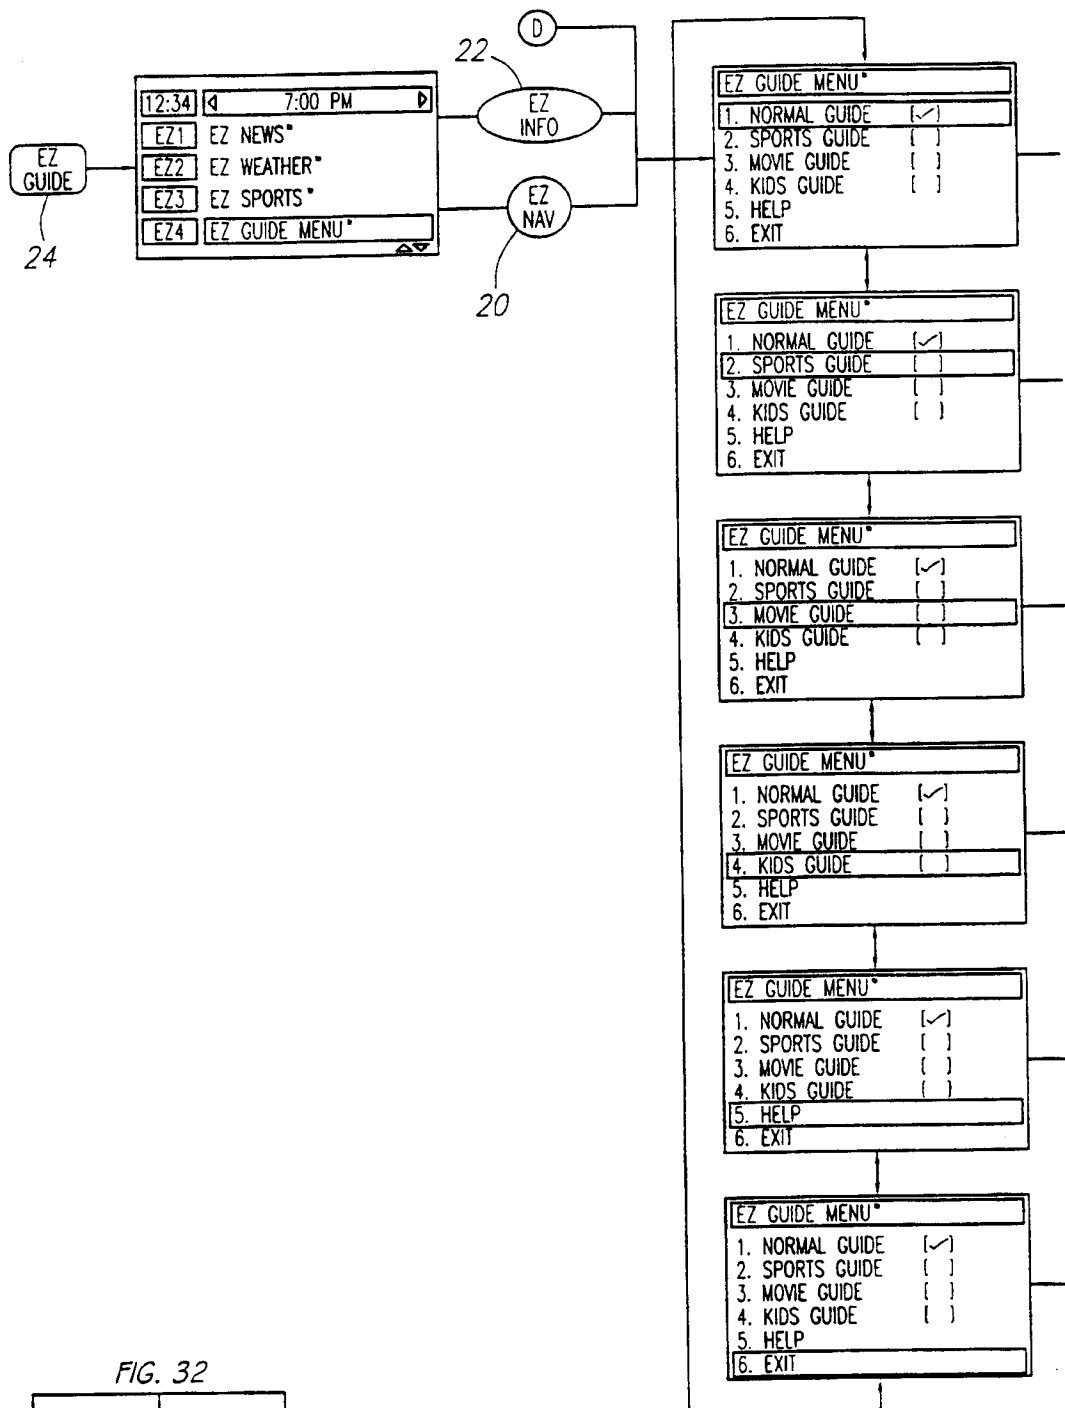 D
22
12:34 7:00 PM
EZ1 EZ NEWS
EZ2 EZ WEATHER
EZ3 EZ SPORTS
EZ4 EZ GUIDE MENU
EZ GUIDE
24
EZ INFO
EZ NAV
20
EZ GUIDE MENU
1. NORMAL GUIDE [✓]
2. SPORTS GUIDE [ ]
3. MOVIE GUIDE [ ]
4. KIDS GUIDE [ ]
5. HELP
6. EXIT
EZ GUIDE MENU
1. NORMAL GUIDE [✓]
2. SPORTS GUIDE [ ]
3. MOVIE GUIDE [ ]
4. KIDS GUIDE [ ]
5. HELP
6. EXIT
EZ GUIDE MENU
1. NORMAL GUIDE [✓]
2. SPORTS GUIDE [ ]
3. MOVIE GUIDE [ ]
4. KIDS GUIDE [ ]
5. HELP
6. EXIT
EZ GUIDE MENU
1. NORMAL GUIDE [✓]
2. SPORTS GUIDE [ ]
3. MOVIE GUIDE [ ]
4. KIDS GUIDE [ ]
5. HELP
6. EXIT
EZ GUIDE MENU
1. NORMAL GUIDE [✓]
2. SPORTS GUIDE [ ]
3. MOVIE GUIDE [ ]
4. KIDS GUIDE [ ]
5. HELP
6. EXIT
EZ GUIDE MENU
1. NORMAL GUIDE [✓]
2. SPORTS GUIDE [ ]
3. MOVIE GUIDE [ ]
4. KIDS GUIDE [ ]
5. HELP
6. EXIT
FIG. 32